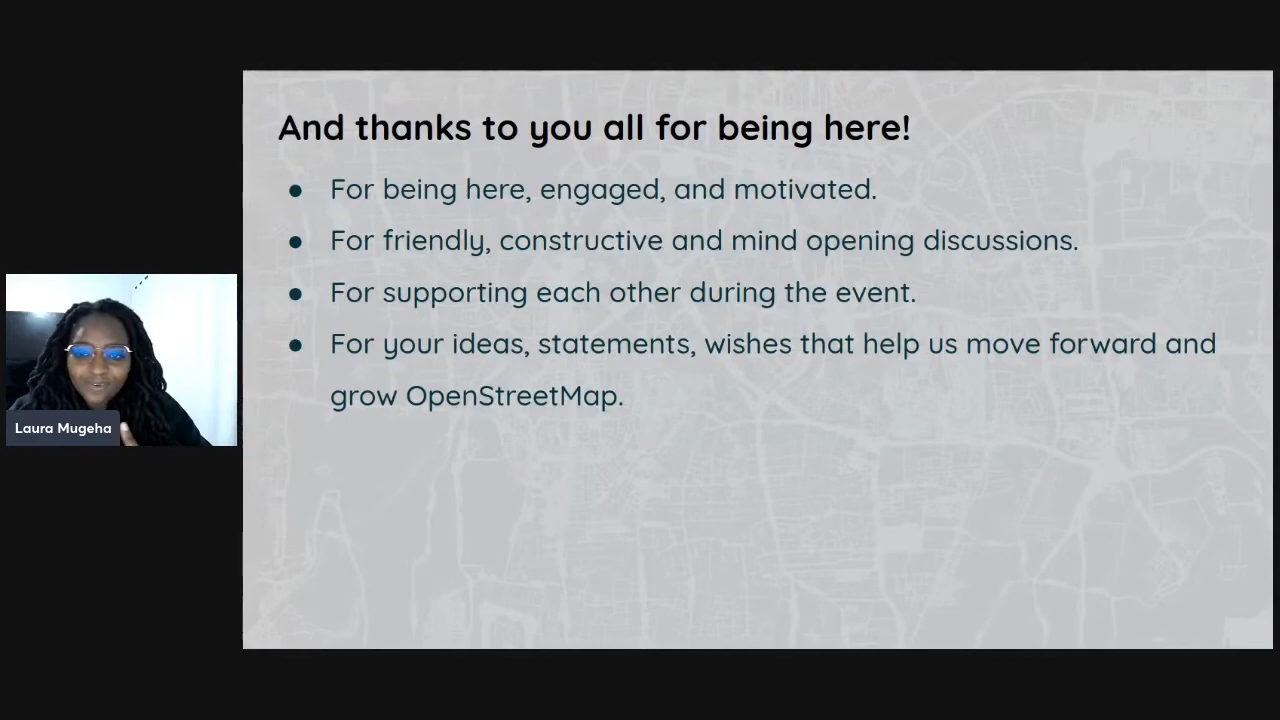 And thanks to you all for being here!
● For being here, engaged, and motivated.
● For friendly, constructive and mind opening discussions.
● For supporting each other during the event.
● For your ideas, statements, wishes that help us move forward and
grow OpenStreetMap.
Laura Mugeha